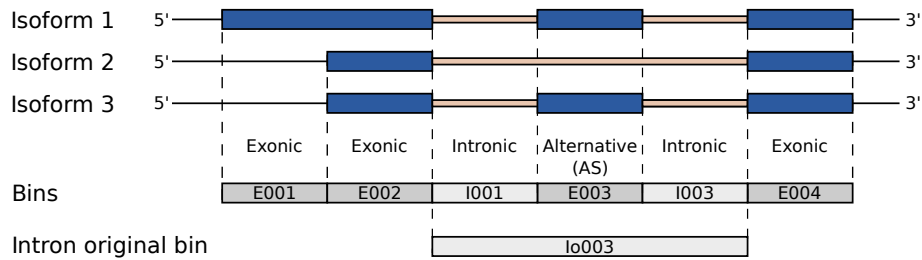 Isoform 1 5' 3'
Isoform 2 5' 3'
Isoform 3 5' 3'
Exonic Exonic Intronic Alternative Intronic Exonic
(AS)
Bins E001 E002 I001 E003 I003 E004
Intron original bin Io003